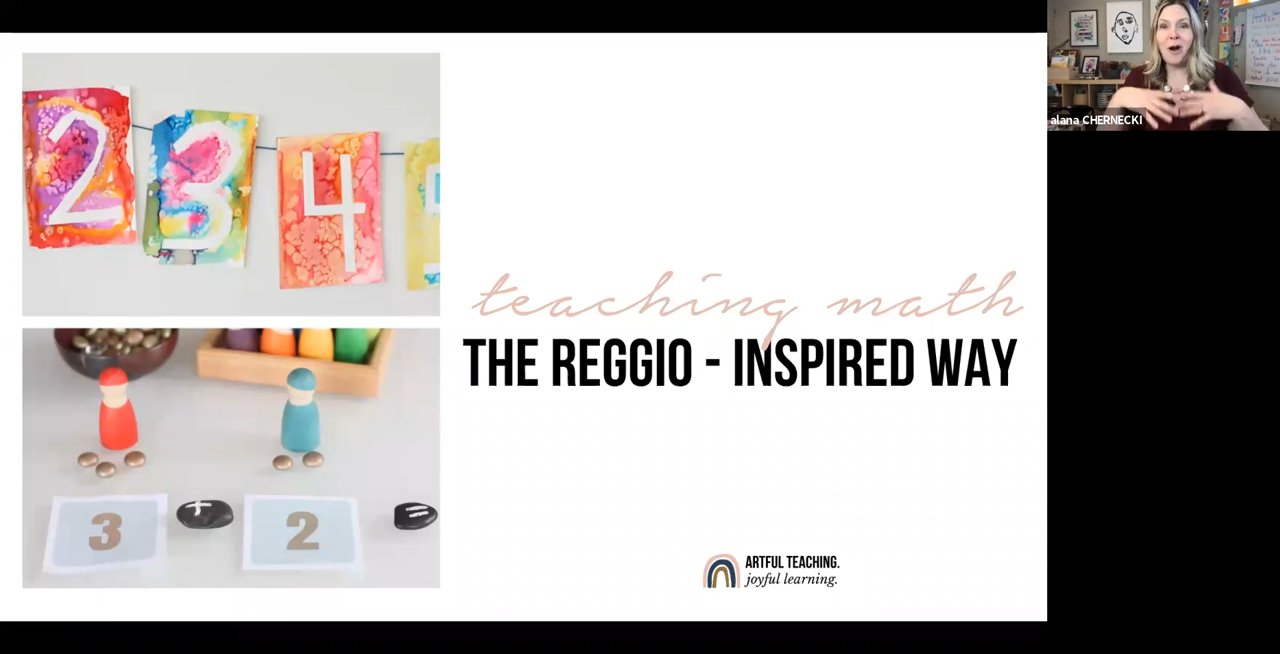 2 3 4
teaching math
THE REGGIO - INSPIRED WAY
3 + 2 =
ARTFUL TEACHING.
joyful learning.
alana CHERNECKI